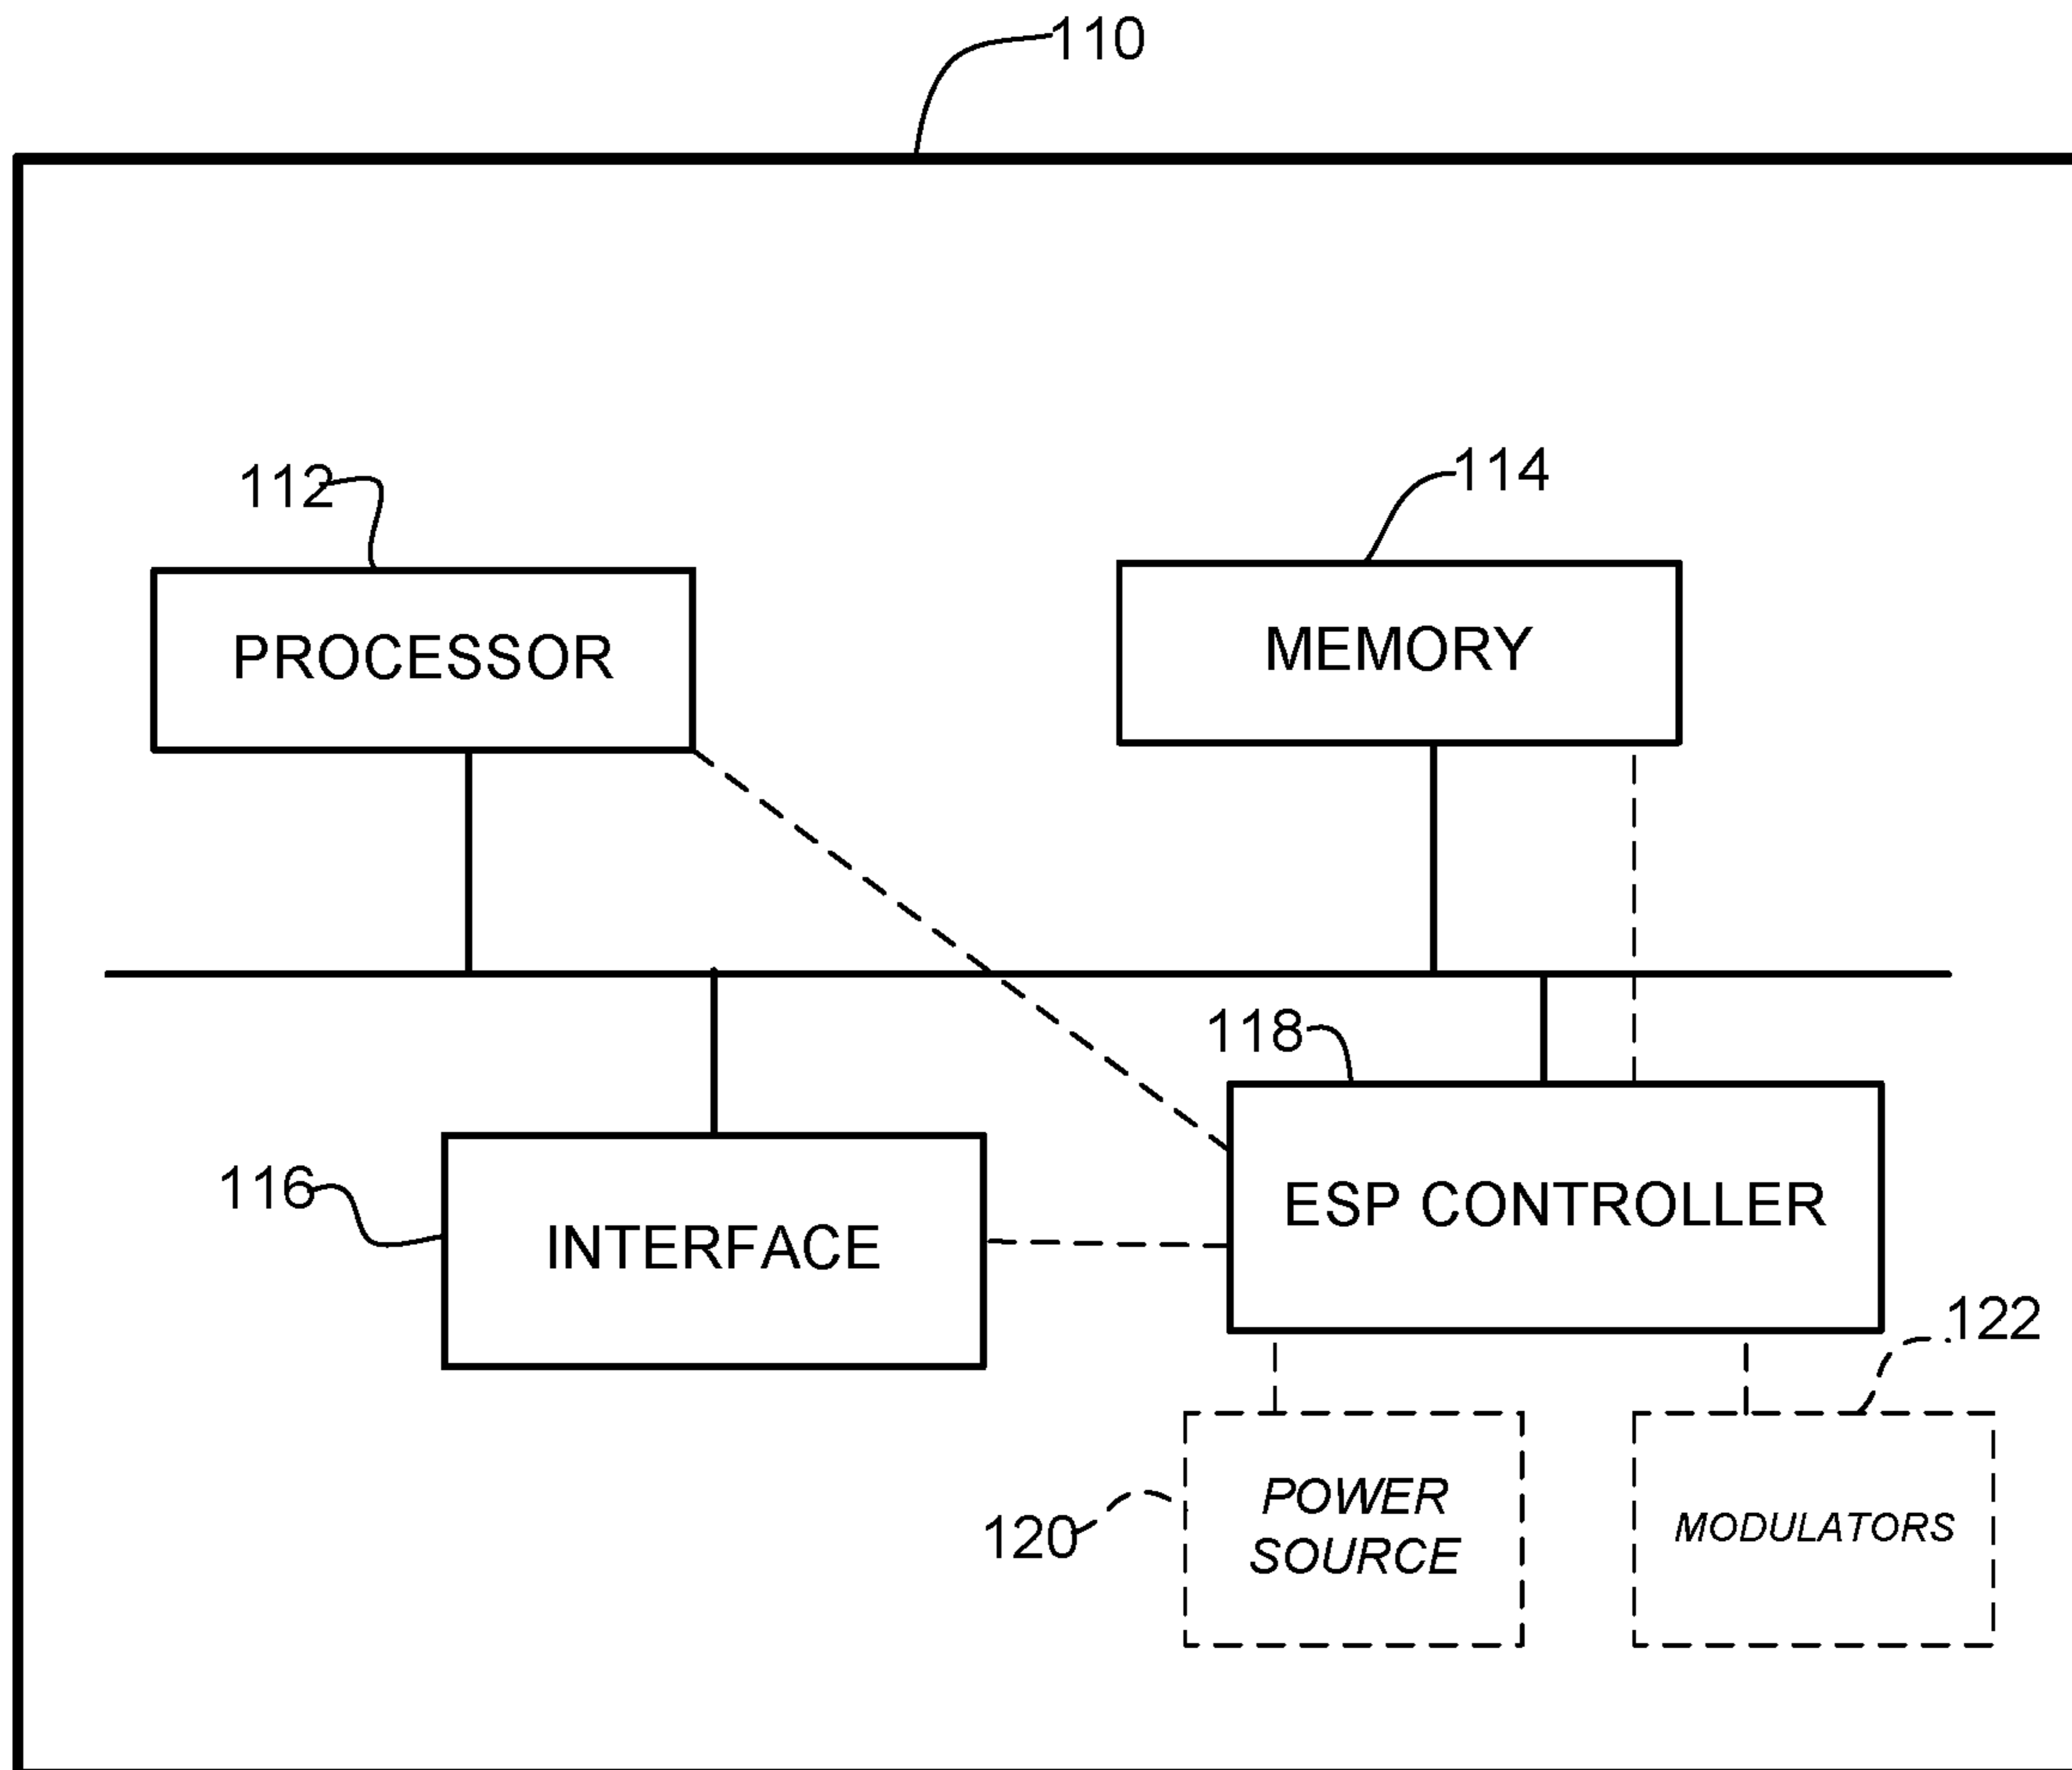 110
112
114
PROCESSOR
MEMORY
118
116
INTERFACE
ESP CONTROLLER
122
120
POWER
SOURCE
MODULATORS